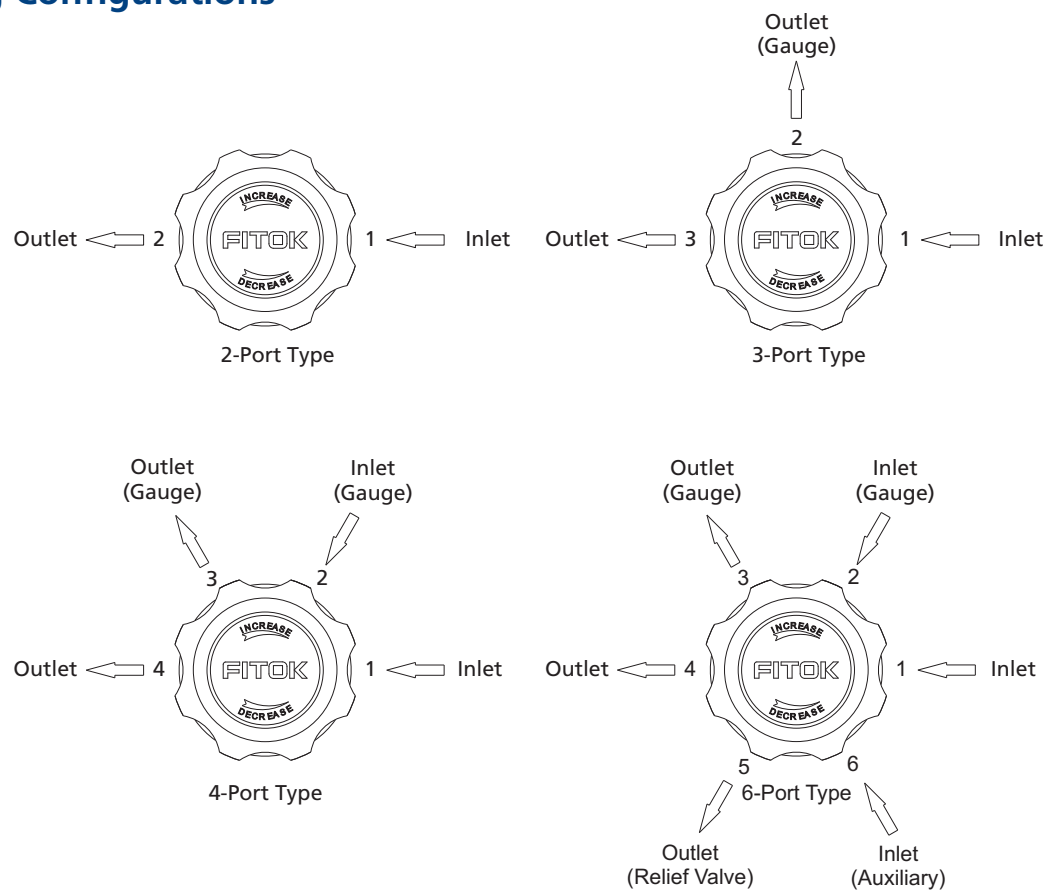 Configurations
Outlet
(Gauge)
2
INCREASE
FITOK
DECREASE
Outlet
2
1
Inlet
2-Port Type
INCREASE
FITOK
DECREASE
Outlet
3
1
Inlet
3-Port Type
Outlet
(Gauge)
Inlet
(Gauge)
3
2
INCREASE
FITOK
DECREASE
Outlet
4
1
Inlet
4-Port Type
Outlet
(Gauge)
Inlet
(Gauge)
3
2
INCREASE
FITOK
DECREASE
Outlet
4
1
Inlet
5
6
6-Port Type
Outlet
(Relief Valve)
Inlet
(Auxiliary)